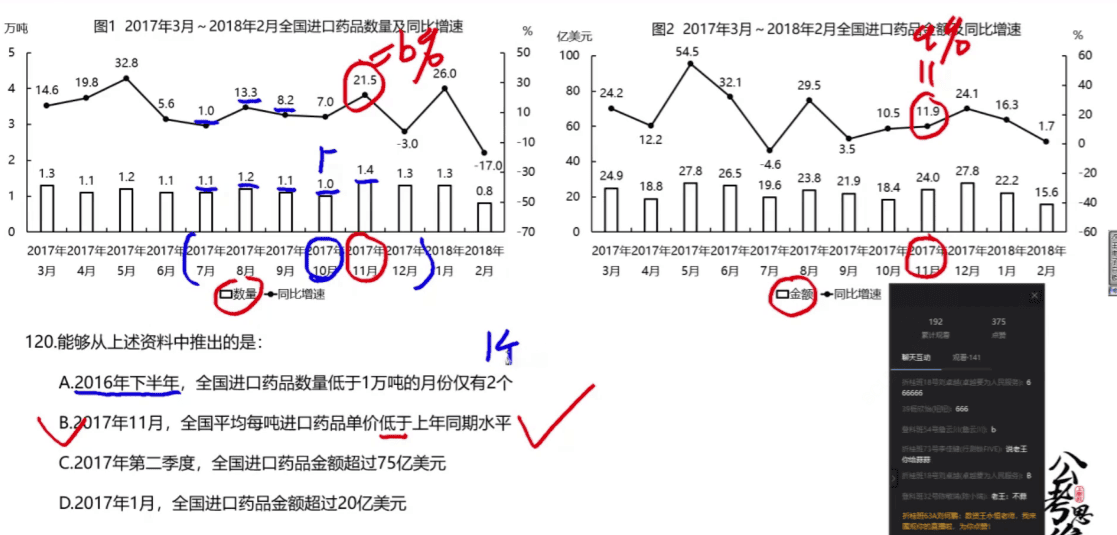 图1 2017年3月～2018年2月全国进口药品数量及同比增速
万吨
%
5
4
3
2
1
0
50
30
10
-10
-30
-50
-70
=6%
14.6 19.8 32.8 5.6 1.0 13.3 8.2 7.0 21.5 -3.0 26.0 -17.0
1.3 1.1 1.2 1.1 1.1 1.2 1.1 1.0 1.4 1.3 1.3 0.8
2017年 2017年 2017年 2017年 2017年 2017年 2017年 2017年 2017年 2017年 2018年 2018年
3月 4月 5月 6月 7月 8月 9月 10月 11月 12月 1月 2月
数量 同比增速
图2 2017年3月～2018年2月全国进口药品金额及同比增速
亿美元
%
100
80
60
40
20
0
60
40
20
0
-20
-40
-60
24.2 12.2 54.5 32.1 -4.6 29.5 3.5 10.5 11.9 24.1 16.3 1.7
24.9 18.8 27.8 26.5 19.6 23.8 21.9 18.4 24.0 27.8 22.2 15.6
2017年 2017年 2017年 2017年 2017年 2017年 2017年 2017年 2017年 2017年 2018年 2018年
3月 4月 5月 6月 7月 8月 9月 10月 11月 12月 1月 2月
金额 同比增速
120.能够从上述资料中推出的是：
1个
A.2016年下半年，全国进口药品数量低于1万吨的月份仅有2个
B.2017年11月，全国平均每吨进口药品单价低于上年同期水平
C.2017年第二季度，全国进口药品金额超过75亿美元
D.2017年1月，全国进口药品金额超过20亿美元
192 375
累计观看 点赞
聊天互动 观看·141
666
b
说老王
老王：不藏
公考思